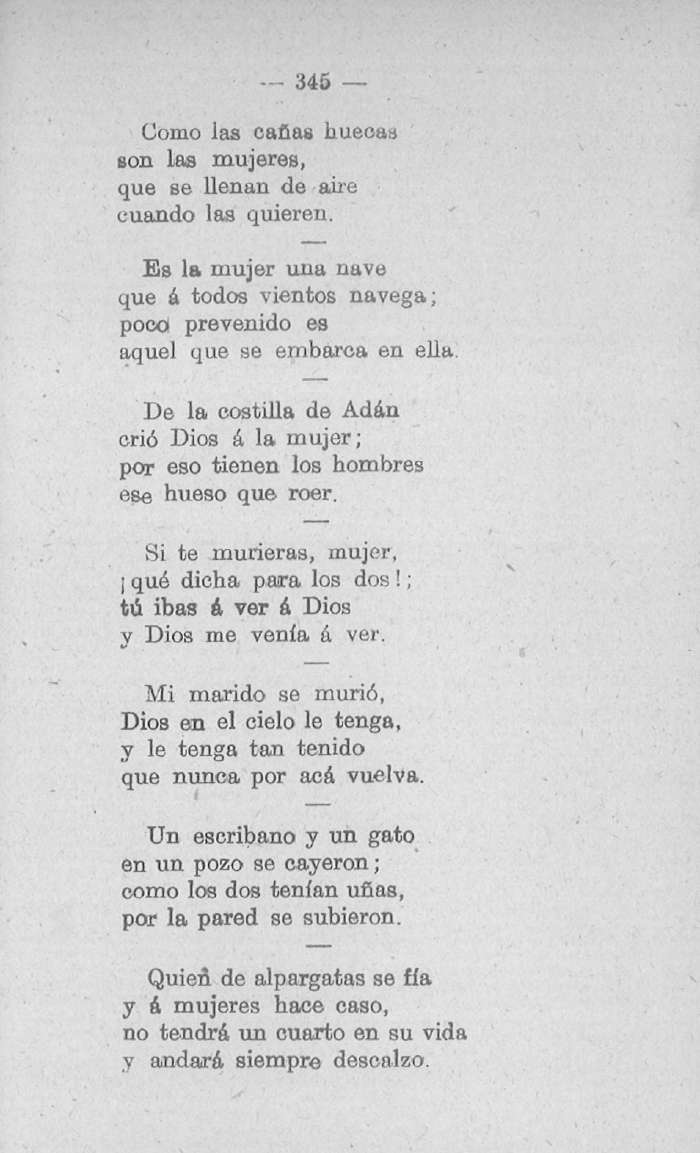 — 345 —
Como las cañas huecas
son las mujeres,
que se llenan de aire
cuando las quieren.
Es la mujer una nave
que á todos vientos navega;
poco prevenido es
aquel que se embarca en ella.
De la costilla de Adán
crió Dios á la mujer;
por eso tienen los hombres
ese hueso que roer.
Si te murieras, mujer,
¡qué dicha para los dos!;
tú ibas á ver á Dios
y Dios me venía á ver.
Mi marido se murió,
Dios en el cielo le tenga,
y le tenga tan tenido
que nunca por acá vuelva.
Un escribano y un gato
en un pozo se cayeron;
como los dos tenían uñas,
por la pared se subieron.
Quien de alpargatas se fía
y á mujeres hace caso,
no tendrá un cuarto en su vida
y andará siempre descalzo.